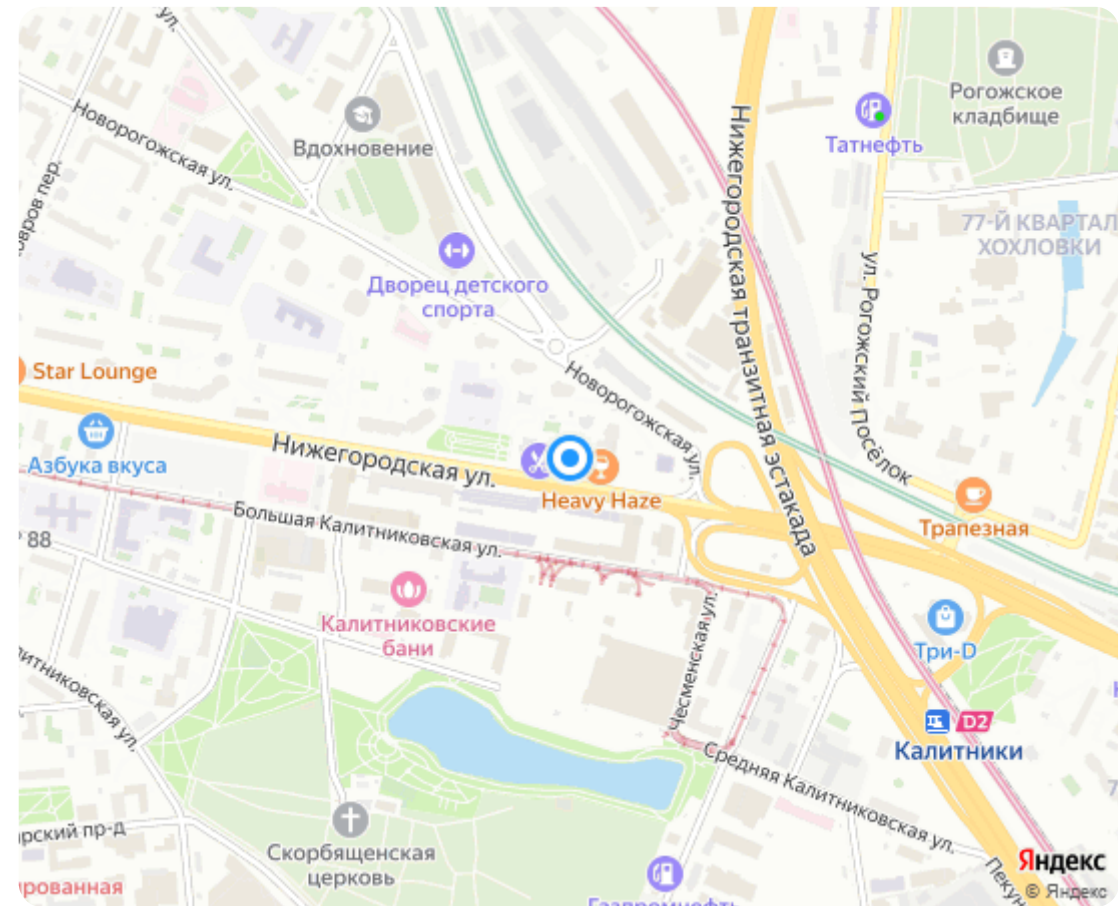 ул.
Рогожское
кладбище
Татнефть
Вдохновение
Новорогожская ул.
Нижегородская транзитная эстакада
77-Й КВАРТАЛ
ХОХЛОВКИ
ул. Рогожский Посёлок
Дворец детского
спорта
Star Lounge
Новорогожская ул.
Азбука вкуса
Нижегородская ул.
Heavy Haze
Трапезная
Большая Калитниковская ул.
88
Калитниковские
бани
Чесменская ул.
Три-D
D2
Калитники
Средняя Калитниковская ул.
Скорбященская
церковь
Яндекс
© Яндекс